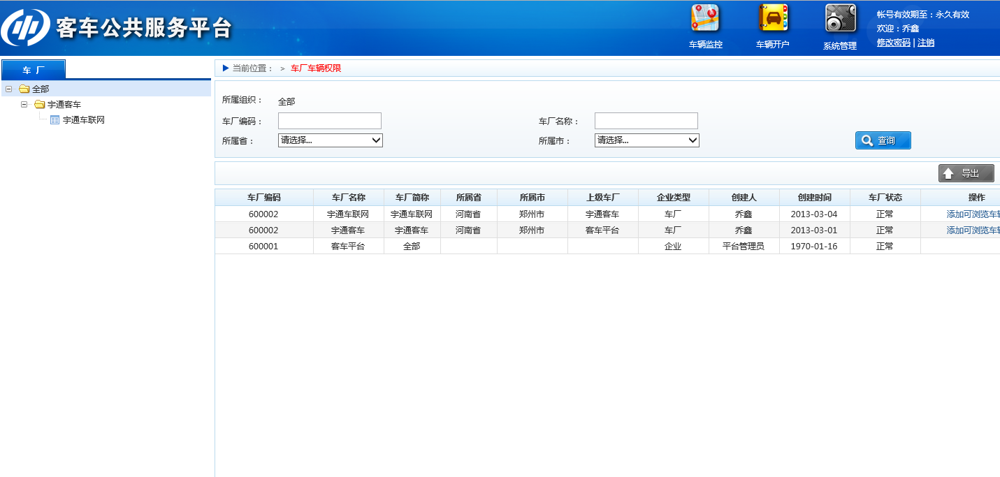 客车公共服务平台
车辆监控
车辆开户
系统管理
帐号有效期至：永久有效
欢迎：乔鑫
修改密码 | 注销
车 厂
全部
宇通客车
宇通车联网
当前位置： > 车厂车辆权限
所属组织： 全部
车厂编码： 车厂名称：
所属省： 请选择... 所属市： 请选择... 查询
导出
车厂编码 车厂名称 车厂简称 所属省 所属市 上级车厂 企业类型 创建人 创建时间 车厂状态 操作
600002 宇通车联网 宇通车联网 河南省 郑州市 宇通客车 车厂 乔鑫 2013-03-04 正常 添加可浏览车
600002 宇通客车 宇通客车 河南省 郑州市 客车平台 车厂 乔鑫 2013-03-01 正常 添加可浏览车
600001 客车平台 全部 企业 平台管理员 1970-01-16 正常